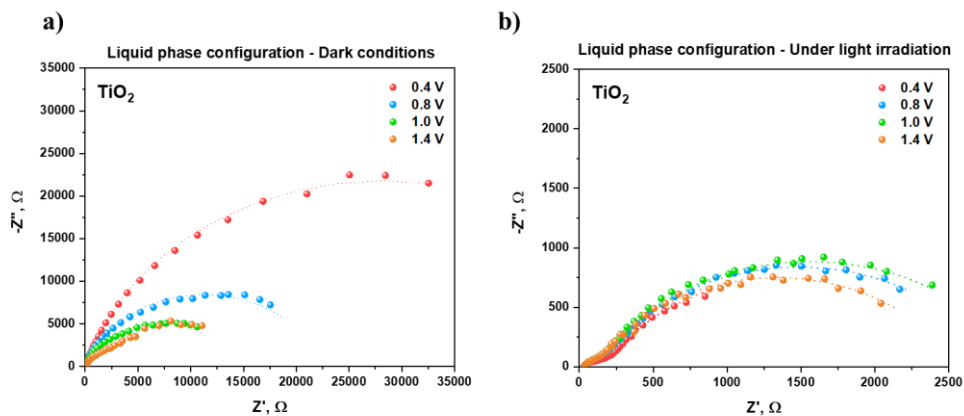 a)
Liquid phase configuration - Dark conditions
35000
30000
25000
20000
15000
10000
5000
0
-Z", Ω
TiO₂
0.4 V
0.8 V
1.0 V
1.4 V
0 5000 10000 15000 20000 25000 30000 35000
Z', Ω
b)
Liquid phase configuration - Under light irradiation
2500
2000
1500
1000
500
0
-Z", Ω
TiO₂
0.4 V
0.8 V
1.0 V
1.4 V
0 500 1000 1500 2000 2500
Z', Ω